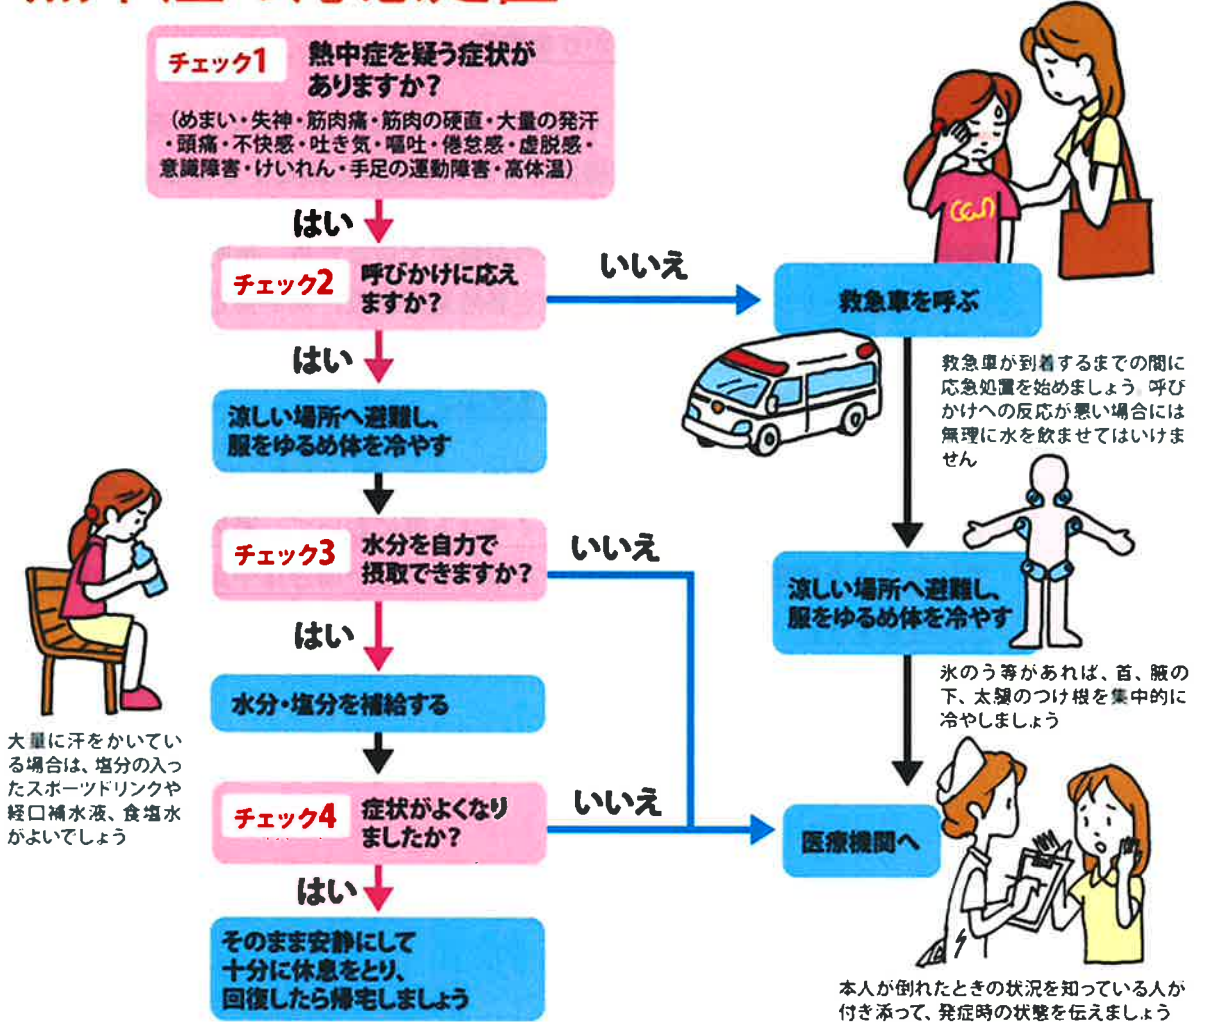 チェック1
熱中症を疑う症状が
ありますか?
(めまい・失神・筋肉痛・筋肉の硬直・大量の発汗
・頭痛・不快感・吐き気・嘔吐・倦怠感・虚脱感・
意識障害・けいれん・手足の運動障害・高体温)
はい
チェック2
呼びかけに応え
ますか?
いいえ
救急車を呼ぶ
救急車が到着するまでの間に
応急処置を始めましょう。呼び
かけへの反応が悪い場合には
無理に水を飲ませてはいけま
せん
はい
涼しい場所へ避難し、
服をゆるめ体を冷やす
チェック3
水分を自力で
摂取できますか?
いいえ
涼しい場所へ避難し、
服をゆるめ体を冷やす
氷のう等があれば、首、腋の
下、太腿のつけ根を集中的に
冷やしましょう
はい
水分・塩分を補給する
大量に汗をかいてい
る場合は、塩分の入っ
たスポーツドリンクや
経口補水液、食塩水
がよいでしょう
チェック4
症状がよくなり
ましたか?
いいえ
医療機関へ
はい
そのまま安静にして
十分に休息をとり、
回復したら帰宅しましょう
本人が倒れたときの状況を知っている人が
付き添って、発症時の状態を伝えましょう